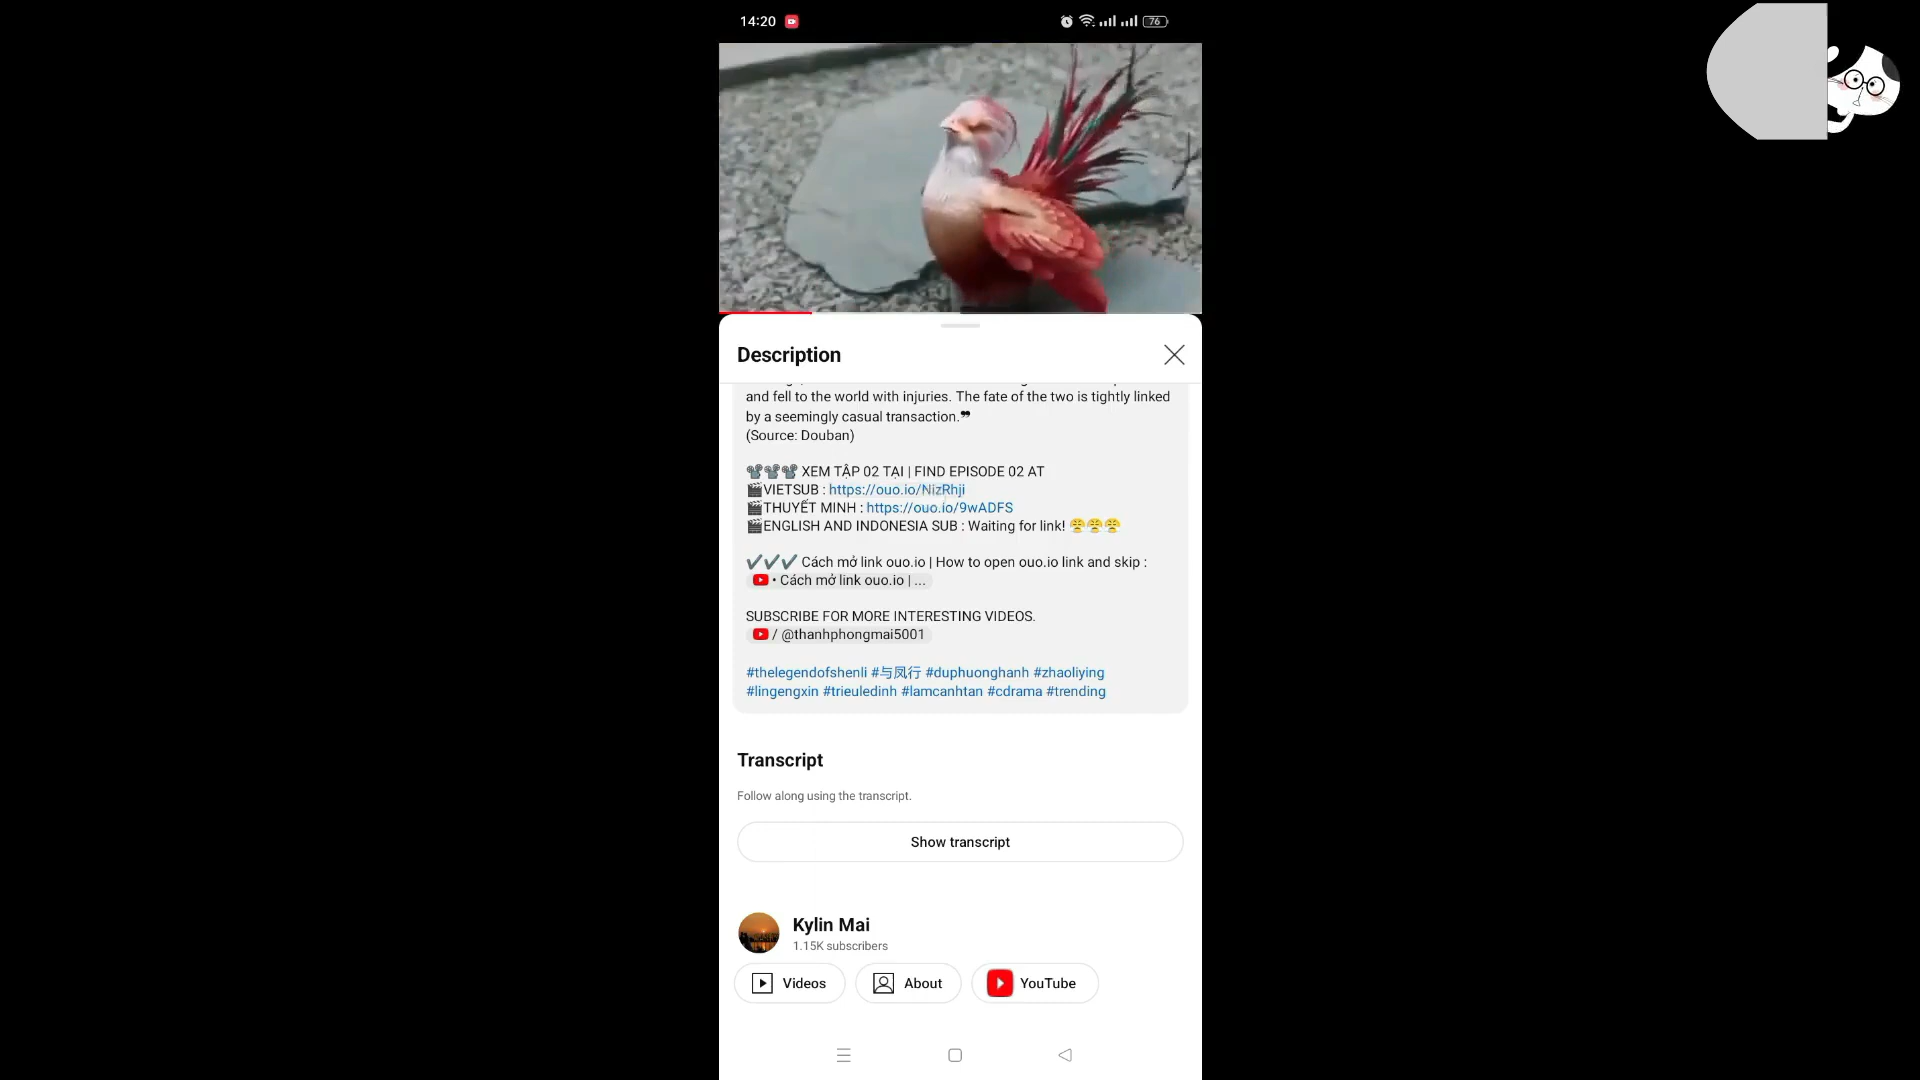 14:20
76
Description
and fell to the world with injuries. The fate of the two is tightly linked
by a seemingly casual transaction.❞
(Source: Douban)
📽📽📽 XEM TẬP 02 TẠI | FIND EPISODE 02 AT
🎬VIETSUB : https://ouo.io/NizRhji
🎬THUYẾT MINH : https://ouo.io/9wADFS
🎬ENGLISH AND INDONESIA SUB : Waiting for link! 😤😤😤
✔✔✔ Cách mở link ouo.io | How to open ouo.io link and skip :
• Cách mở link ouo.io | ...
SUBSCRIBE FOR MORE INTERESTING VIDEOS.
/ @thanhphongmai5001
#thelegendofshenli #与凤行 #duphuonghanh #zhaoliying
#lingengxin #trieuledinh #lamcanhtan #cdrama #trending
Transcript
Follow along using the transcript.
Show transcript
Kylin Mai
1.15K subscribers
Videos
About
YouTube